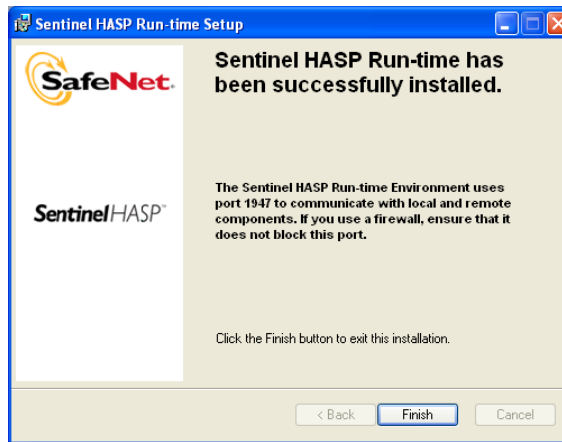 Sentinel HASP Run-time Setup
SafeNet.
Sentinel HASP Run-time has
been successfully installed.
SentinelHASP™
The Sentinel HASP Run-time Environment uses
port 1947 to communicate with local and remote
components. If you use a firewall, ensure that it
does not block this port.
Click the Finish button to exit this installation.
< Back
Finish
Cancel